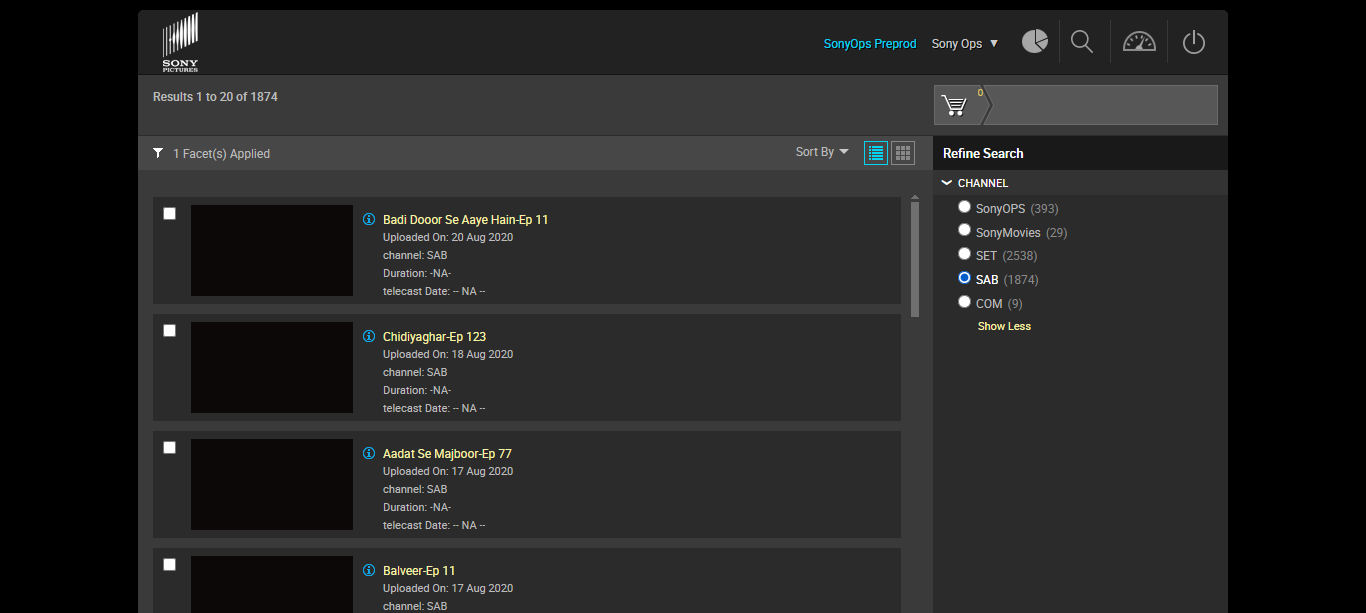 SONY
PICTURES
SonyOps Preprod Sony Ops ▼
Results 1 to 20 of 1874
0
1 Facet(s) Applied
Sort By
Badi Dooor Se Aaye Hain-Ep 11
Uploaded On: 20 Aug 2020
channel: SAB
Duration: -NA-
telecast Date: -- NA --
Chidiyaghar-Ep 123
Uploaded On: 18 Aug 2020
channel: SAB
Duration: -NA-
telecast Date: -- NA --
Aadat Se Majboor-Ep 77
Uploaded On: 17 Aug 2020
channel: SAB
Duration: -NA-
telecast Date: -- NA --
Balveer-Ep 11
Uploaded On: 17 Aug 2020
channel: SAB
Refine Search
CHANNEL
SonyOPS (393)
SonyMovies (29)
SET (2538)
SAB (1874)
COM (9)
Show Less